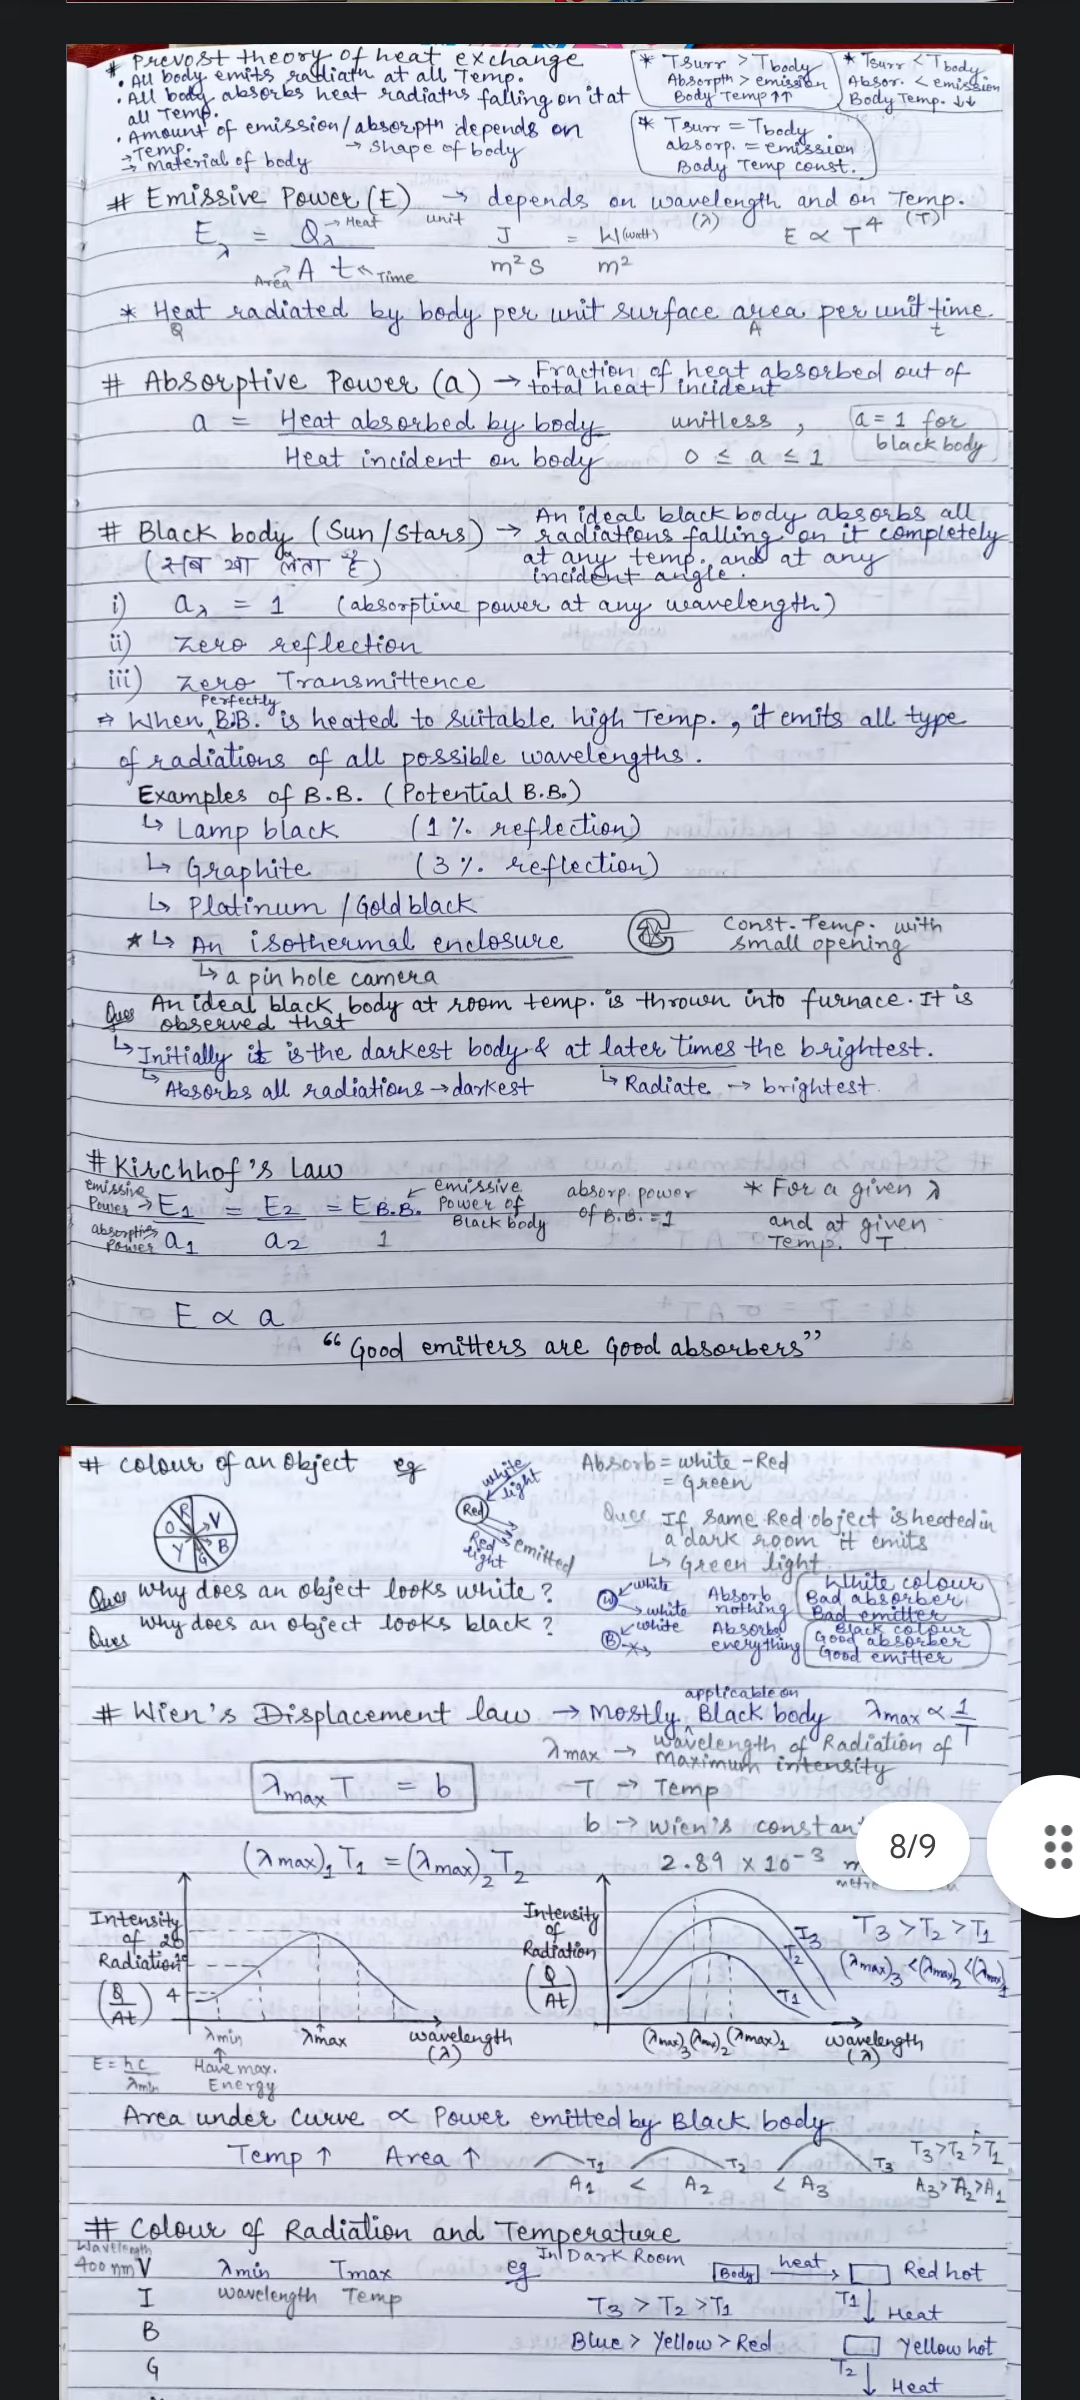 # Prevost theory of heat exchange
• All body emits radiatn at all Temp.
• All body absorbs heat radiatns falling on it at all Temp.
• Amount of emission/absorptn depends on
→ Temp. → shape of body
→ material of body
* Tsurr > Tbody
Absorptn > emission
Body Temp ↑↑
* Tsurr < Tbody
Absor. < emission
Body Temp. ↓↓
* Tsurr = Tbody
absorp. = emission
Body Temp const.
# Emissive Power (E) → depends on wavelength (λ) and on Temp. (T)
Eλ = Qλ → Heat / A t unit J / m² s = W (watt) / m² E ∝ T⁴
Area Time
* Heat radiated by body per unit surface area per unit time.
Q A t
# Absorptive Power (a) → Fraction of heat absorbed out of
total heat incident
a = Heat absorbed by body unitless , a = 1 for
Heat incident on body 0 ≤ a ≤ 1 black body
# Black body (Sun/Stars) → An ideal black body absorbs all
radiations falling on it completely
(सब खा लेता है) at any temp. and at any
incident angle.
i) aλ = 1 (absorptive power at any wavelength)
ii) Zero reflection
iii) Zero Transmittence
⇒ When Perfectly B.B. is heated to suitable high Temp., it emits all type
of radiations of all possible wavelengths.
Examples of B.B. (Potential B.B.)
↳ Lamp black (1 % reflection)
↳ Graphite (3 %. reflection)
↳ Platinum / Gold black
* ↳ An isothermal enclosure Const. Temp. with
small opening
↳ a pin hole camera
Ques An ideal black body at room temp. is thrown into furnace. It is
observed that
↳ Initially it is the darkest body & at later times the brightest.
↳ Absorbs all radiations → darkest ↳ Radiate → brightest.
# Kirchhof's Law
emissive Power → E1 = E2 = E B.B. ← emissive Power of Black body
absorptive Power a1 a2 1
absorp. power of B.B. = 1
* For a given λ
and at given
Temp. T
E ∝ a
"Good emitters are Good absorbers"
# Colour of an Object eg
R V B G Y O
white light
Red
Red light emitted
Absorb = white - Red
= Green
Ques If same Red object is heated in
a dark room it emits
↳ Green light
Ques Why does an object looks white ?
Ques Why does an object looks black ?
W white → white Absorb nothing
White colour
Bad absorber
Bad emitter
B white Absorbs everything
Black colour
Good absorber
Good emitter
# Wien's Displacement law → Mostly applicable on Black body λmax ∝ 1/T
λmax → wavelength of Radiation of
Maximum intensity
λmax T = b
T → Temp
b → Wien's constan
2.89 × 10⁻³ m
metre
8/9
(λmax)1 T1 = (λmax)2 T2
Intensity
of
Radiation
(Q/At)
4
λmin λmax wavelength (λ)
E = hc/λmin Have max. Energy
Intensity
of
Radiation
(Q/At)
T2
T1
T3 > T2 > T1
(λmax)3 < (λmax)2 < (λmax)1
(λmax)3 (λmax)2 (λmax)1 wavelength (λ)
Area under curve ∝ Power emitted by Black body
Temp ↑ Area ↑ T1 T2 T3 T3 > T2 > T1
A1 < A2 < A3 A3 > A2 > A1
# Colour of Radiation and Temperature
Wavelength
400 nm V λmin Tmax eg In Dark Room Body heat → Red hot
I wavelength Temp T3 > T2 > T1 T1 ↓ Heat
B Blue > Yellow > Red Yellow hot
G T2 ↓ Heat